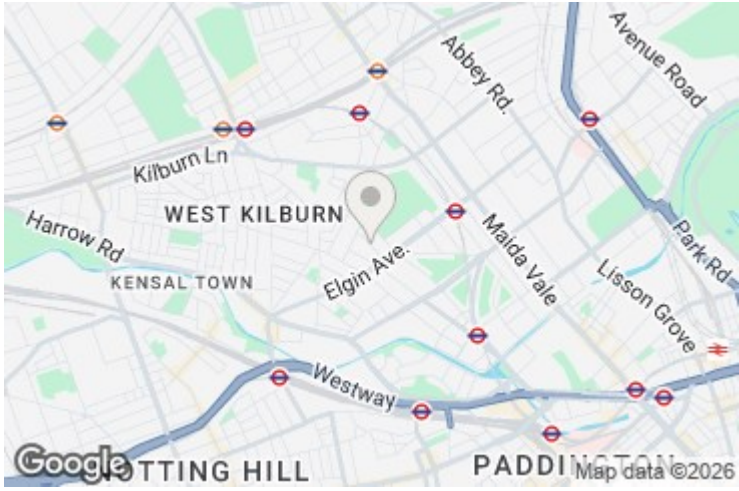 Avenue Road
Abbey Rd.
Kilburn Ln
WEST KILBURN
Harrow Rd
Maida Vale
Park Rd
KENSAL TOWN
Elgin Ave.
Lisson Grove
Westway
Google
NOTTING HILL
PADDINGTON
Map data ©2026